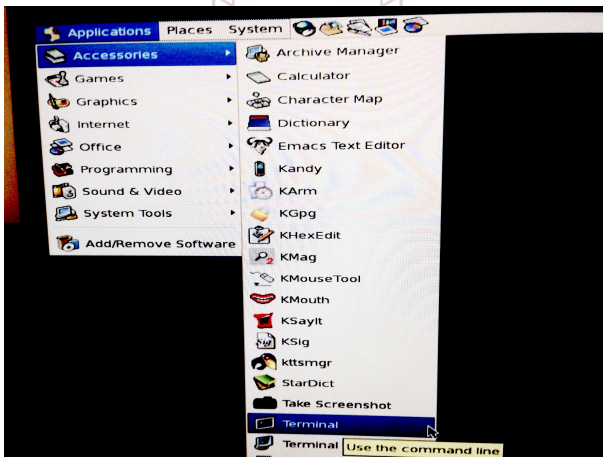 Applications Places System
Accessories
Games
Graphics
Internet
Office
Programming
Sound & Video
System Tools
Add/Remove Software
Archive Manager
Calculator
Character Map
Dictionary
Emacs Text Editor
Kandy
KArm
KGpg
KHexEdit
KMag
KMouseTool
KMouth
KSayIt
KSig
kttsmgr
StarDict
Take Screenshot
Terminal
Terminal
Use the command line